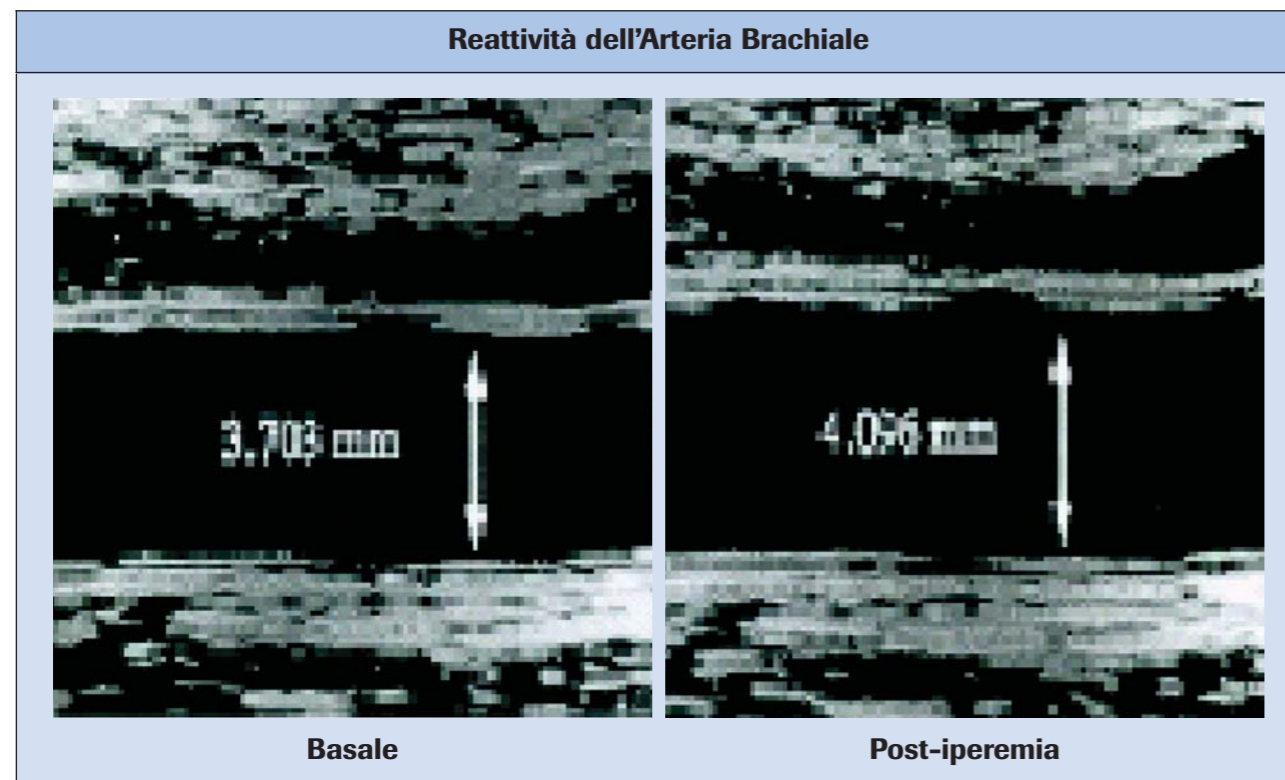 Reattività dell'Arteria Brachiale
3.703 mm
4.096 mm
Basale
Post-iperemia